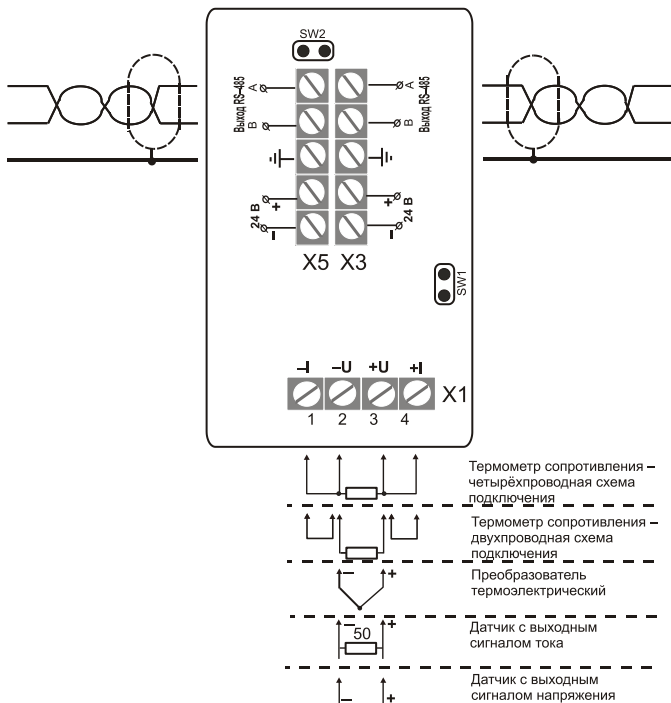 SW2
Выход RS-485
A
B
A
B
Выход RS-485
24 В
+
–
+
–
24 В
X5 X3
SW1
–I –U +U +I
X1
1 2 3 4
Термометр сопротивления –
четырёхпроводная схема
подключения
Термометр сопротивления –
двухпроводная схема
подключения
– +
Преобразователь
термоэлектрический
– +
50
Датчик с выходным
сигналом тока
– +
Датчик с выходным
сигналом напряжения